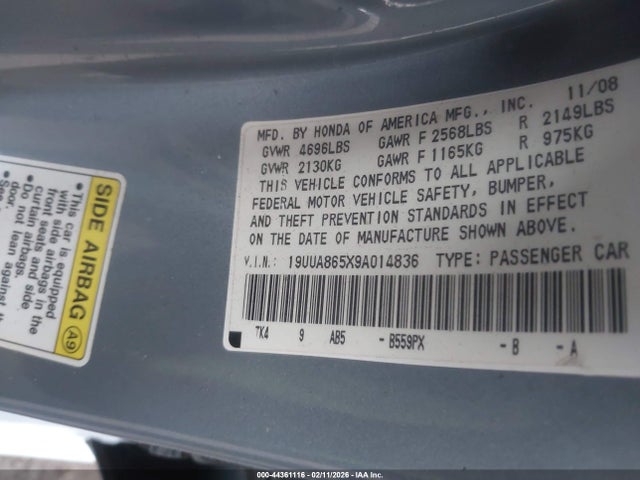 • This car is equipped
with side airbags in the
front seats and side
curtain airbags.
• Do not lean against
door.
• See
SIDE AIRBAG A9
11/08
MFD. BY HONDA OF AMERICA MFG., INC.
GVWR 4696LBS GAWR F 2568LBS R 2149LBS
GVWR 2130KG GAWR F 1165KG R 975KG
THIS VEHICLE CONFORMS TO ALL APPLICABLE
FEDERAL MOTOR VEHICLE SAFETY, BUMPER,
AND THEFT PREVENTION STANDARDS IN EFFECT
ON THE DATE OF MANUFACTURE SHOWN ABOVE.
V.I.N.: 19UUA865X9A014836 TYPE: PASSENGER CAR
TK4 9 AB5 -B559PX -B -A
000-44361116 - 02/11/2026 - IAA Inc.